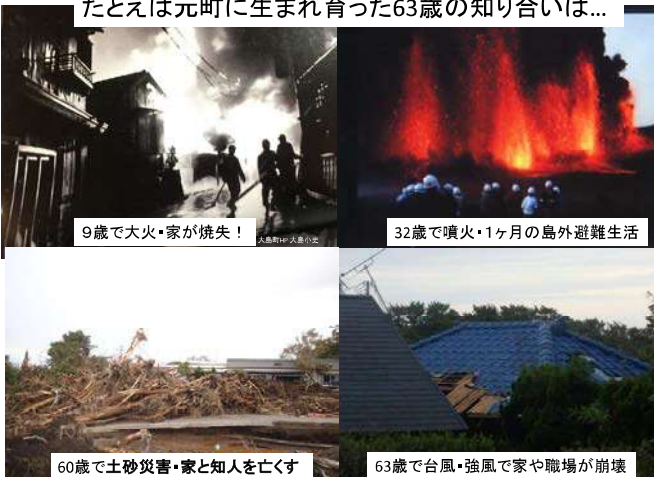 たとえば元町に生まれ育った63歳の知り合いは…
9歳で大火・家が焼失！
大島町HP 大島小史
32歳で噴火・1ヶ月の島外避難生活
60歳で土砂災害・家と知人を亡くす
63歳で台風・強風で家や職場が崩壊